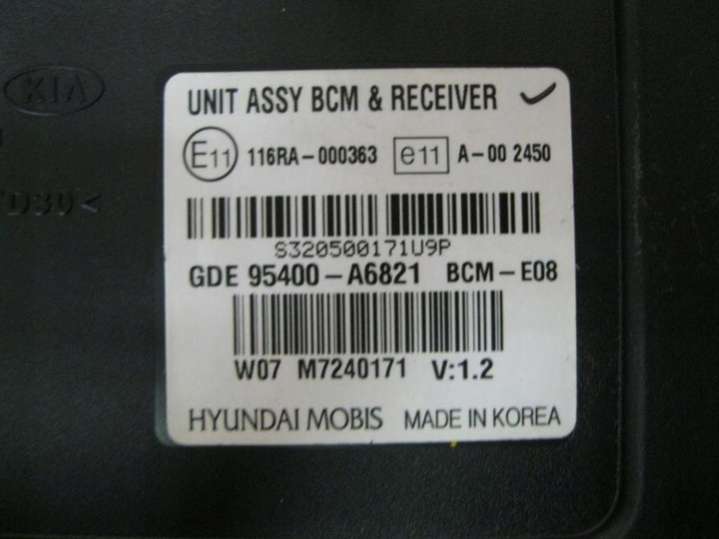 KIA
UNIT ASSY BCM & RECEIVER
E11 116RA-000363 e11 A-00 2450
S320500171U9P
GDE 95400-A6821 BCM-E08
W07 M7240171 V:1.2
HYUNDAI MOBIS MADE IN KOREA